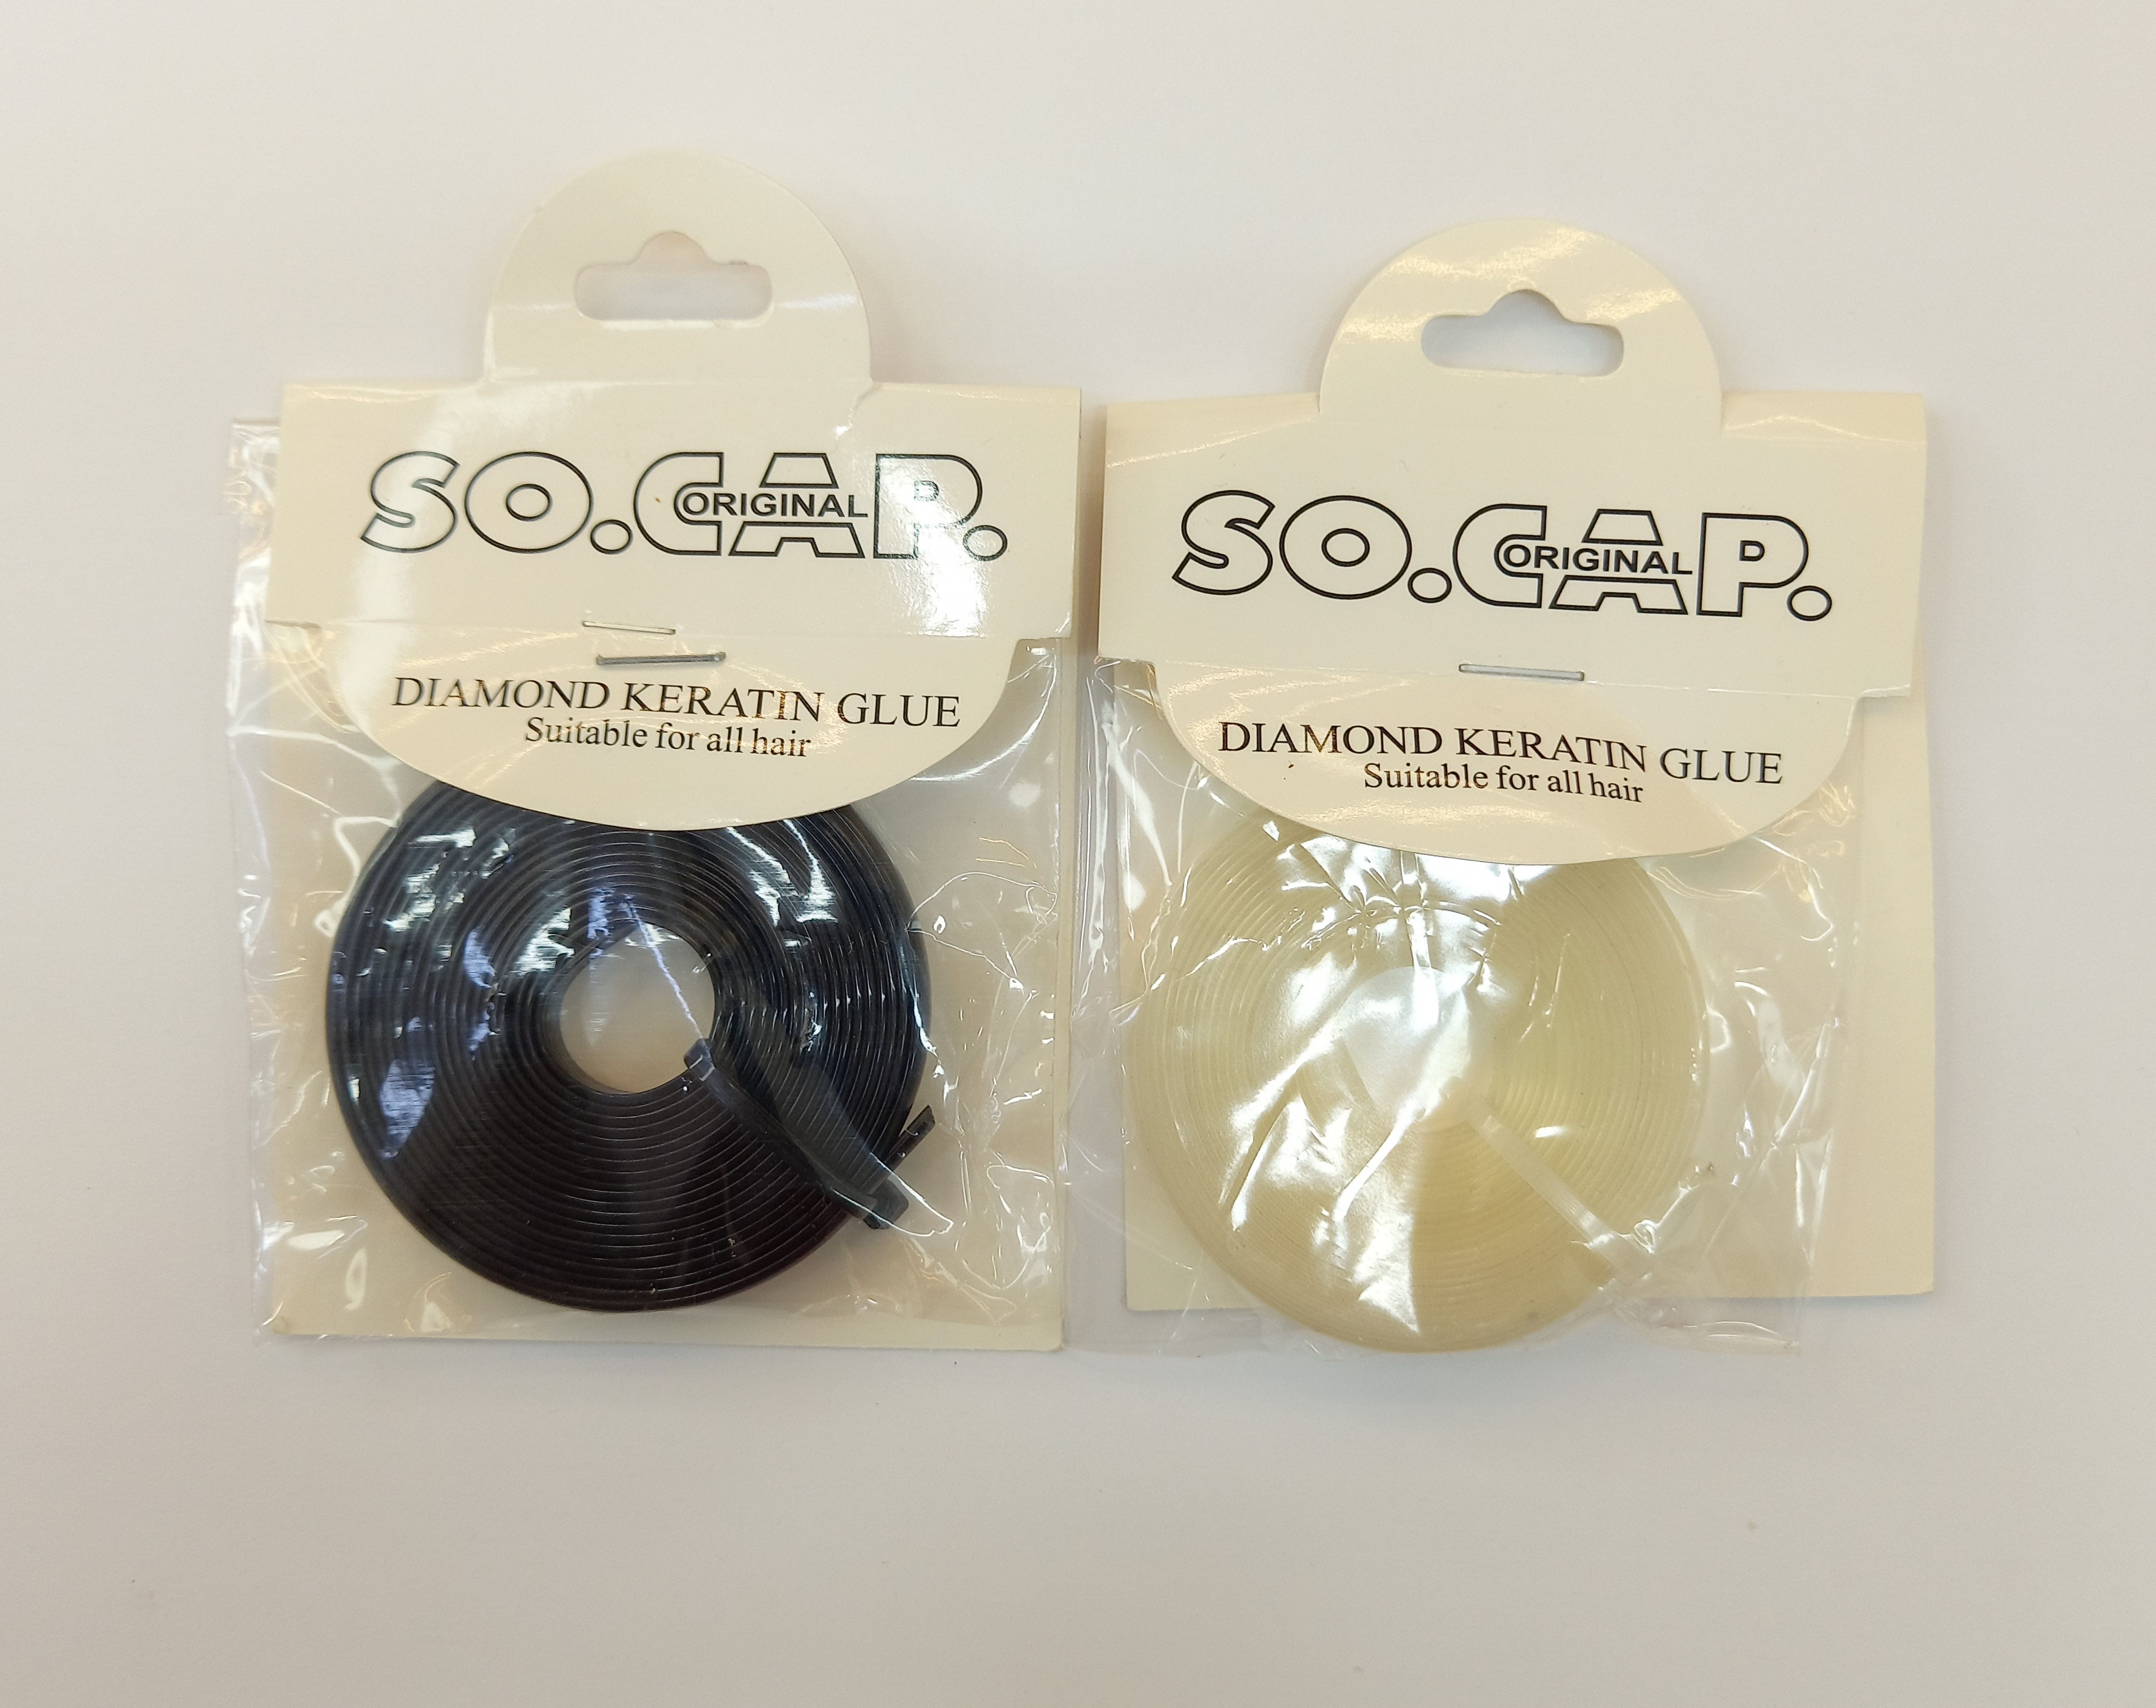 SO.CAP.
ORIGINAL
DIAMOND KERATIN GLUE
Suitable for all hair
SO.CAP.
ORIGINAL
DIAMOND KERATIN GLUE
Suitable for all hair